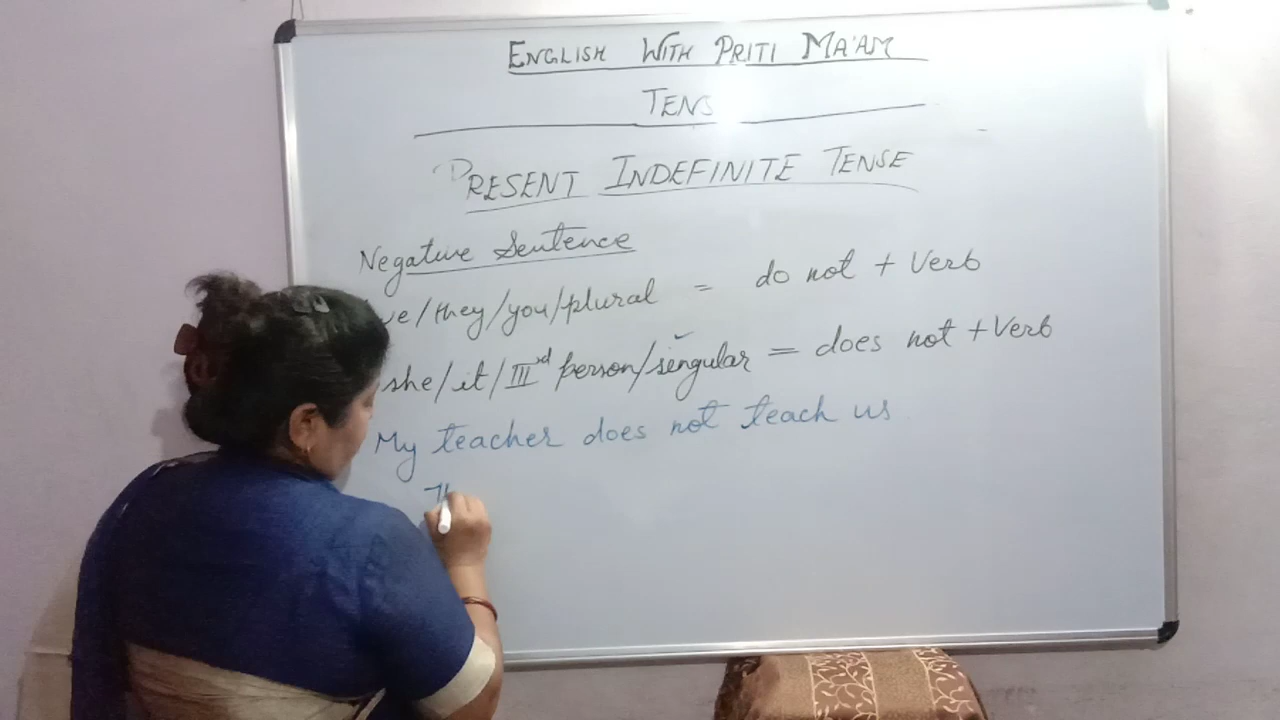 ENGLISH WITH PRITI MA'AM
TENS
PRESENT INDEFINITE TENSE
Negative Sentence
we/they/you/plural = do not + Verb
she/it/IIIrd person/singular = does not + Verb
My teacher does not teach us